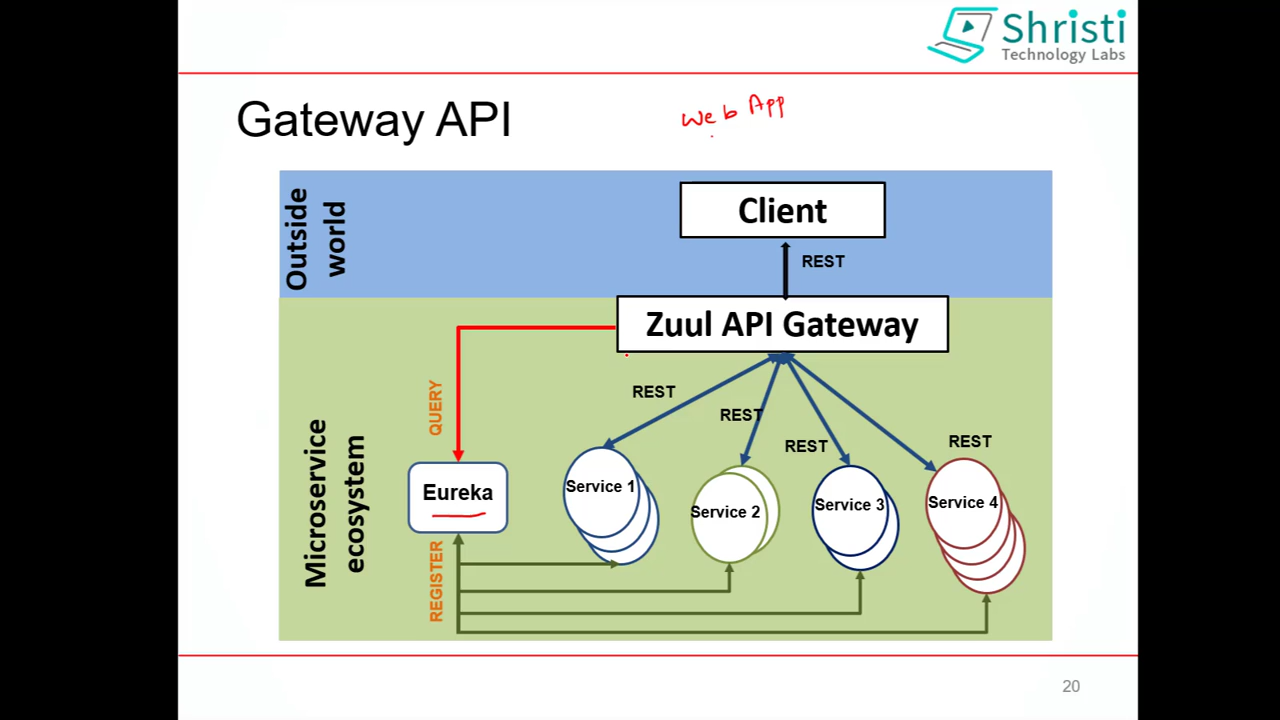 Shristi
Technology Labs
Gateway API
Web App
Outside
world
Client
REST
Zuul API Gateway
QUERY
REST
REST
REST
REST
Microservice
ecosystem
Eureka
Service 1
Service 2
Service 3
Service 4
REGISTER
20